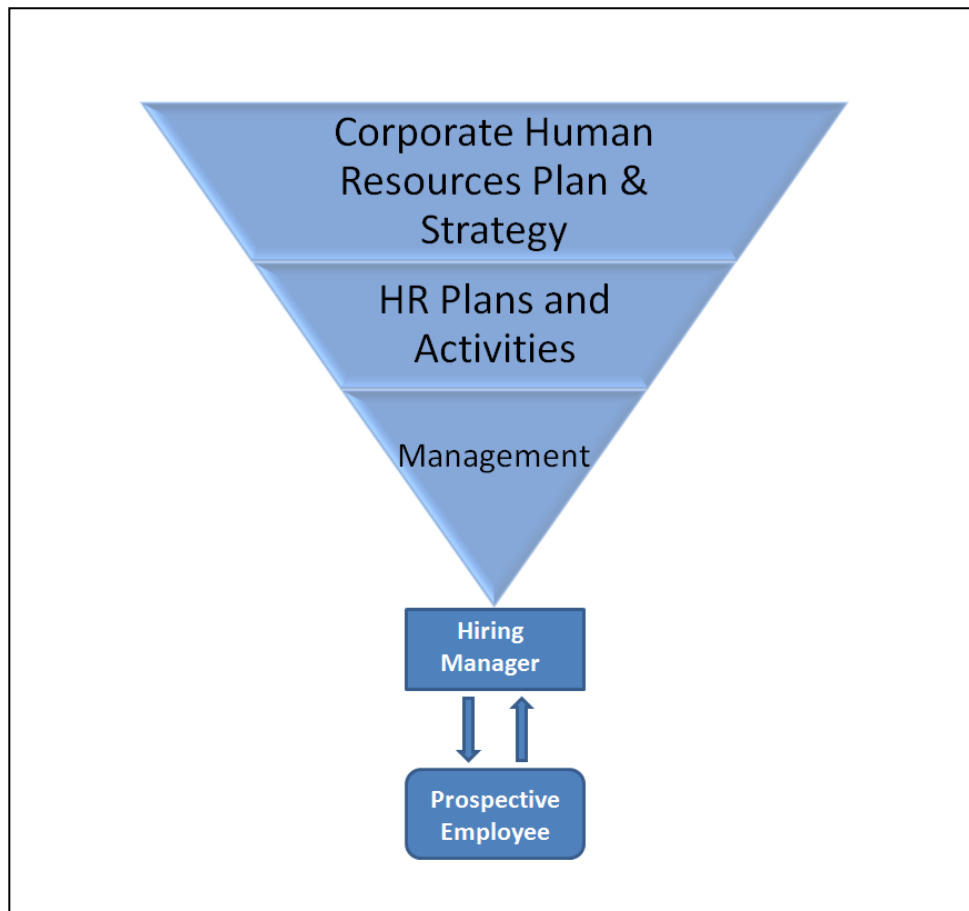 Corporate Human
Resources Plan &
Strategy
HR Plans and
Activities
Management
Hiring
Manager
Prospective
Employee